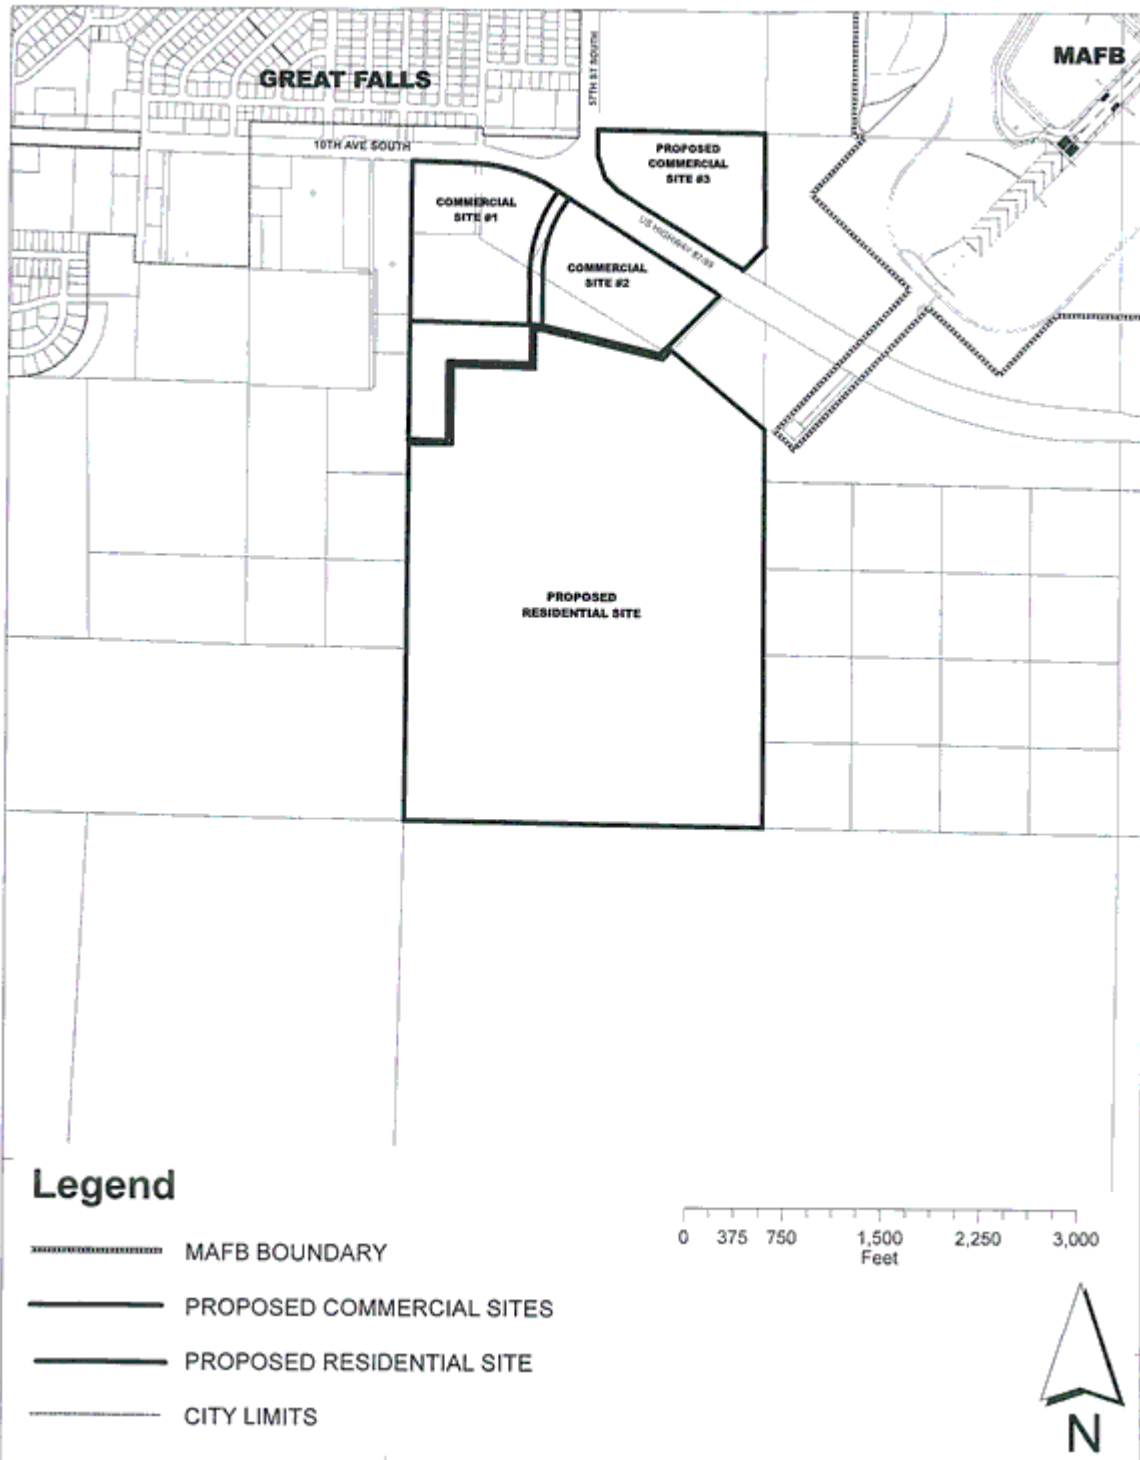 GREAT FALLS
57TH ST SOUTH
MAFB
10TH AVE SOUTH
PROPOSED
COMMERCIAL
SITE #3
COMMERCIAL
SITE #1
US HIGHWAY 87/89
COMMERCIAL
SITE #2
PROPOSED
RESIDENTIAL SITE
Legend
MAFB BOUNDARY
PROPOSED COMMERCIAL SITES
PROPOSED RESIDENTIAL SITE
CITY LIMITS
0 375 750 1,500 2,250 3,000
Feet
N